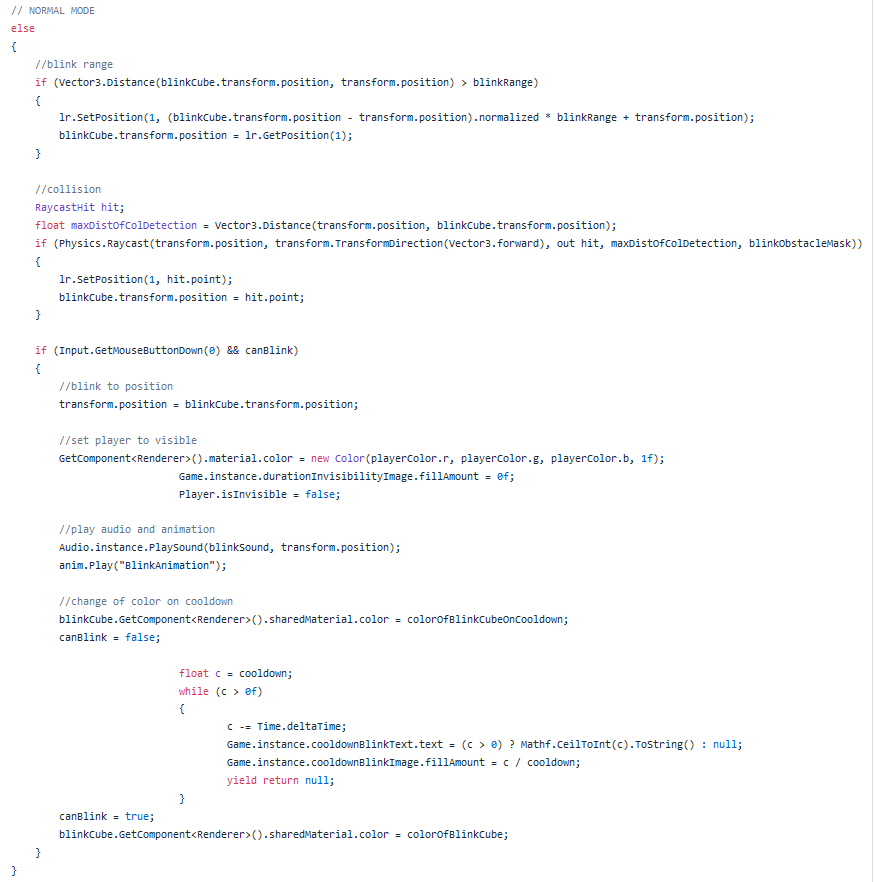 // NORMAL MODE
else
{
    //blink range
    if (Vector3.Distance(blinkCube.transform.position, transform.position) > blinkRange)
    {
        lr.SetPosition(1, (blinkCube.transform.position - transform.position).normalized * blinkRange + transform.position);
        blinkCube.transform.position = lr.GetPosition(1);
    }

    //collision
    RaycastHit hit;
    float maxDistOfColDetection = Vector3.Distance(transform.position, blinkCube.transform.position);
    if (Physics.Raycast(transform.position, transform.TransformDirection(Vector3.forward), out hit, maxDistOfColDetection, blinkObstacleMask))
    {
        lr.SetPosition(1, hit.point);
        blinkCube.transform.position = hit.point;
    }

    if (Input.GetMouseButtonDown(0) && canBlink)
    {
        //blink to position
        transform.position = blinkCube.transform.position;

        //set player to visible
        GetComponent<Renderer>().material.color = new Color(playerColor.r, playerColor.g, playerColor.b, 1f);
                            Game.instance.durationInvisibilityImage.fillAmount = 0f;
                            Player.isInvisible = false;

        //play audio and animation
        Audio.instance.PlaySound(blinkSound, transform.position);
        anim.Play("BlinkAnimation");

        //change of color on cooldown
        blinkCube.GetComponent<Renderer>().sharedMaterial.color = colorOfBlinkCubeOnCooldown;
        canBlink = false;

                            float c = cooldown;
                            while (c > 0f)
                            {
                                    c -= Time.deltaTime;
                                    Game.instance.cooldownBlinkText.text = (c > 0) ? Mathf.CeilToInt(c).ToString() : null;
                                    Game.instance.cooldownBlinkImage.fillAmount = c / cooldown;
                                    yield return null;
                            }
        canBlink = true;
        blinkCube.GetComponent<Renderer>().sharedMaterial.color = colorOfBlinkCube;
    }
}